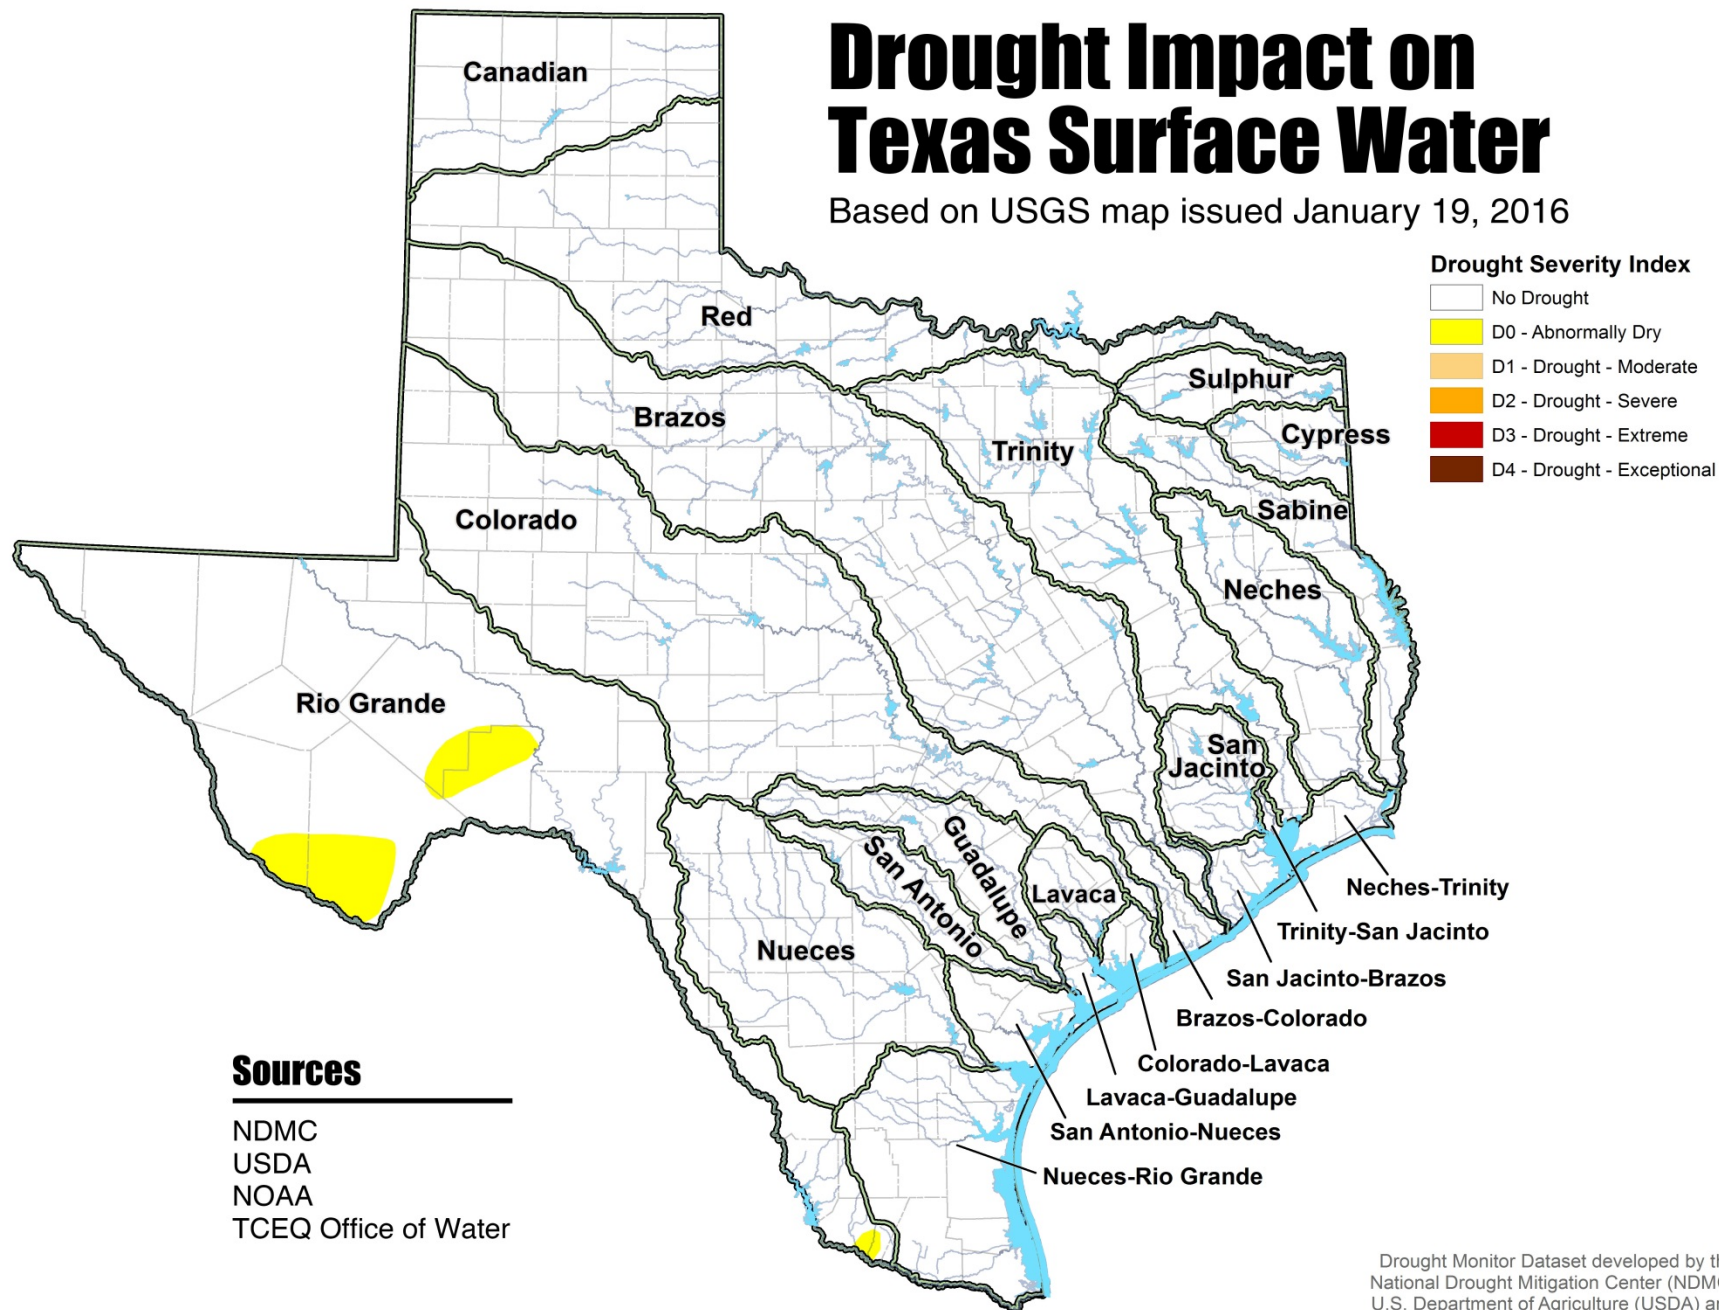 Drought Impact on
Texas Surface Water
Based on USGS map issued January 19, 2016
Drought Severity Index
No Drought
D0 - Abnormally Dry
D1 - Drought - Moderate
D2 - Drought - Severe
D3 - Drought - Extreme
D4 - Drought - Exceptional
Canadian
Red
Sulphur
Brazos
Cypress
Trinity
Sabine
Colorado
Neches
Rio Grande
San
Jacinto
Guadalupe
San Antonio
Lavaca
Nueces
Neches-Trinity
Trinity-San Jacinto
San Jacinto-Brazos
Brazos-Colorado
Colorado-Lavaca
Lavaca-Guadalupe
San Antonio-Nueces
Nueces-Rio Grande
Sources
NDMC
USDA
NOAA
TCEQ Office of Water
Drought Monitor Dataset developed by
National Drought Mitigation Center
U.S. Department of Agriculture (USDA)